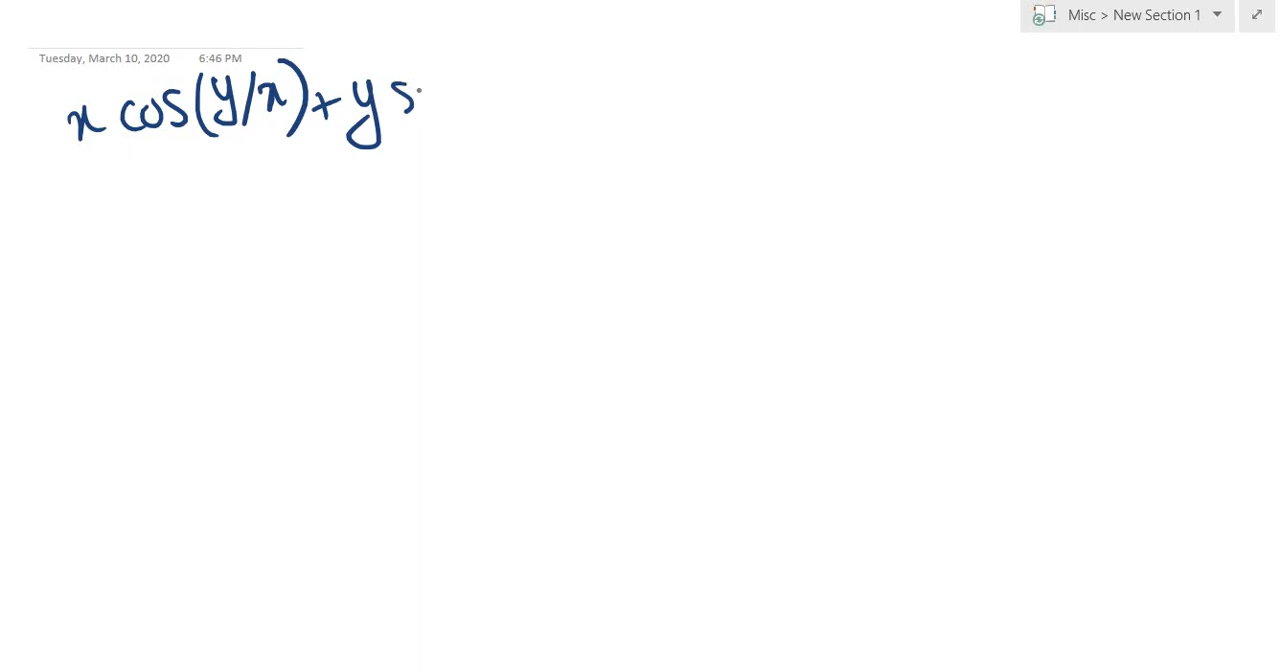 Misc > New Section 1
Tuesday, March 10, 2020 6:46 PM
x cos(y/x) + y s